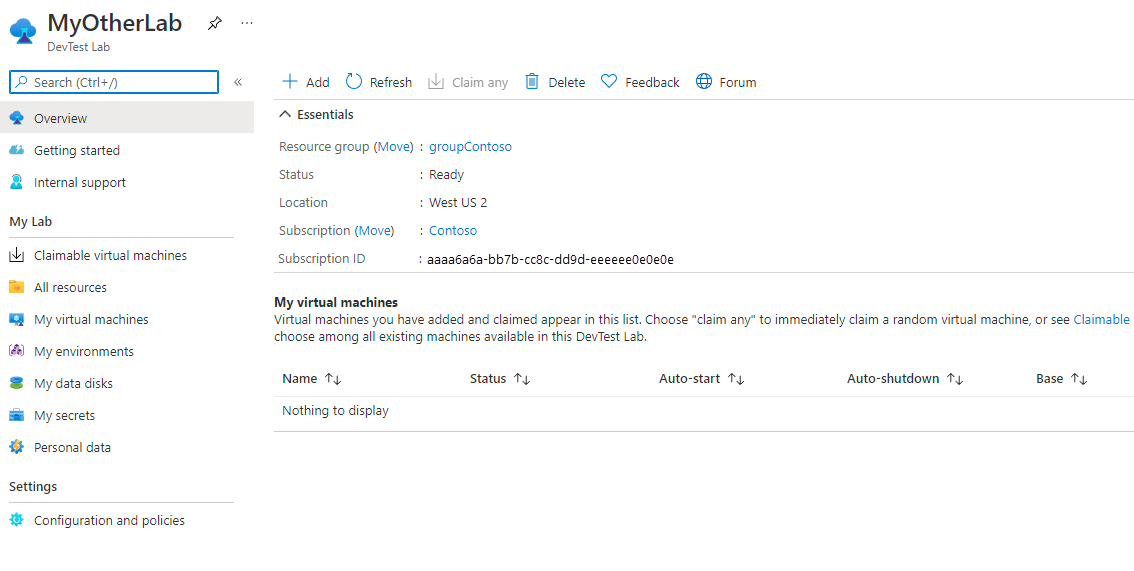 MyOtherLab
DevTest Lab
Search (Ctrl+/)
«
Overview
Getting started
Internal support
My Lab
Claimable virtual machines
All resources
My virtual machines
My environments
My data disks
My secrets
Personal data
Settings
Configuration and policies
Add Refresh Claim any Delete Feedback Forum
Essentials
Resource group (Move) : groupContoso
Status : Ready
Location : West US 2
Subscription (Move) : Contoso
Subscription ID : aaaa6a6a-bb7b-cc8c-dd9d-eeeeee0e0e0e
My virtual machines
Virtual machines you have added and claimed appear in this list. Choose "claim any" to immediately claim a random virtual machine, or see Claimable
choose among all existing machines available in this DevTest Lab.
Name ↑↓ Status ↑↓ Auto-start ↑↓ Auto-shutdown ↑↓ Base ↑↓
Nothing to display